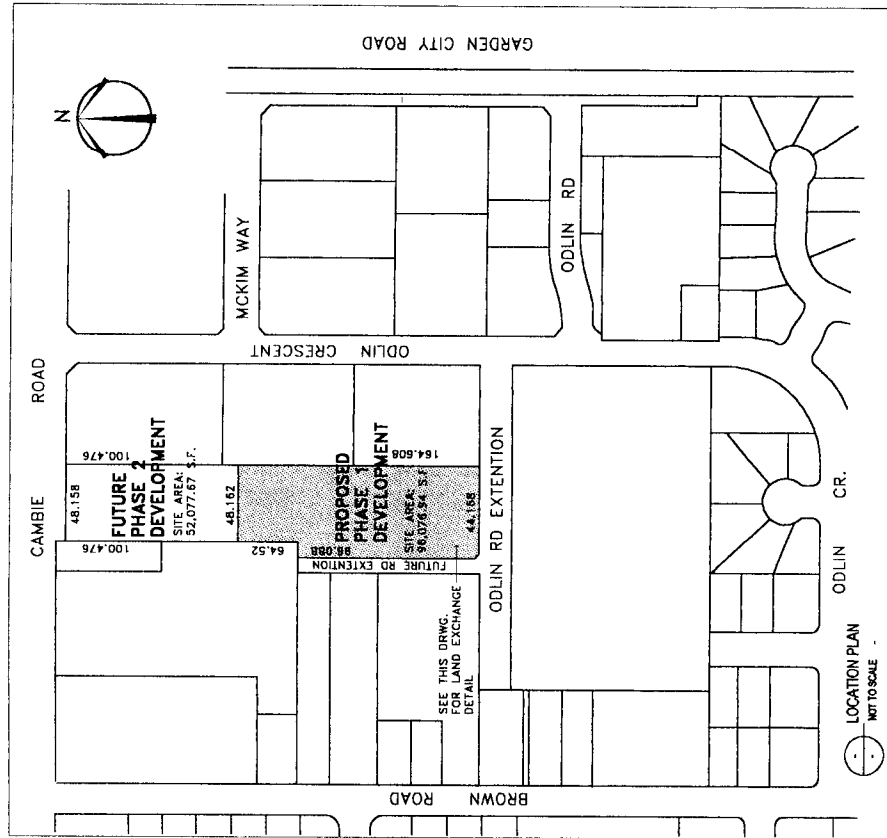 GARDEN CITY ROAD
N
ODLIN RD
MCKIM WAY
ODLIN CRESCENT
CAMBIE ROAD
100.476
48.158
FUTURE
PHASE 2
DEVELOPMENT
SITE AREA:
52,077.67 S.F.
48.162
100.476
164.608
PROPOSED
PHASE 1
DEVELOPMENT
SITE AREA:
96,076.94 S.F.
44.168
64.52
96.088
FUTURE RD EXTENTION
ODLIN RD EXTENTION
SEE THIS DRWG.
FOR LAND EXCHANGE
DETAIL
ODLIN CR.
BROWN ROAD
LOCATION PLAN
NOT TO SCALE -